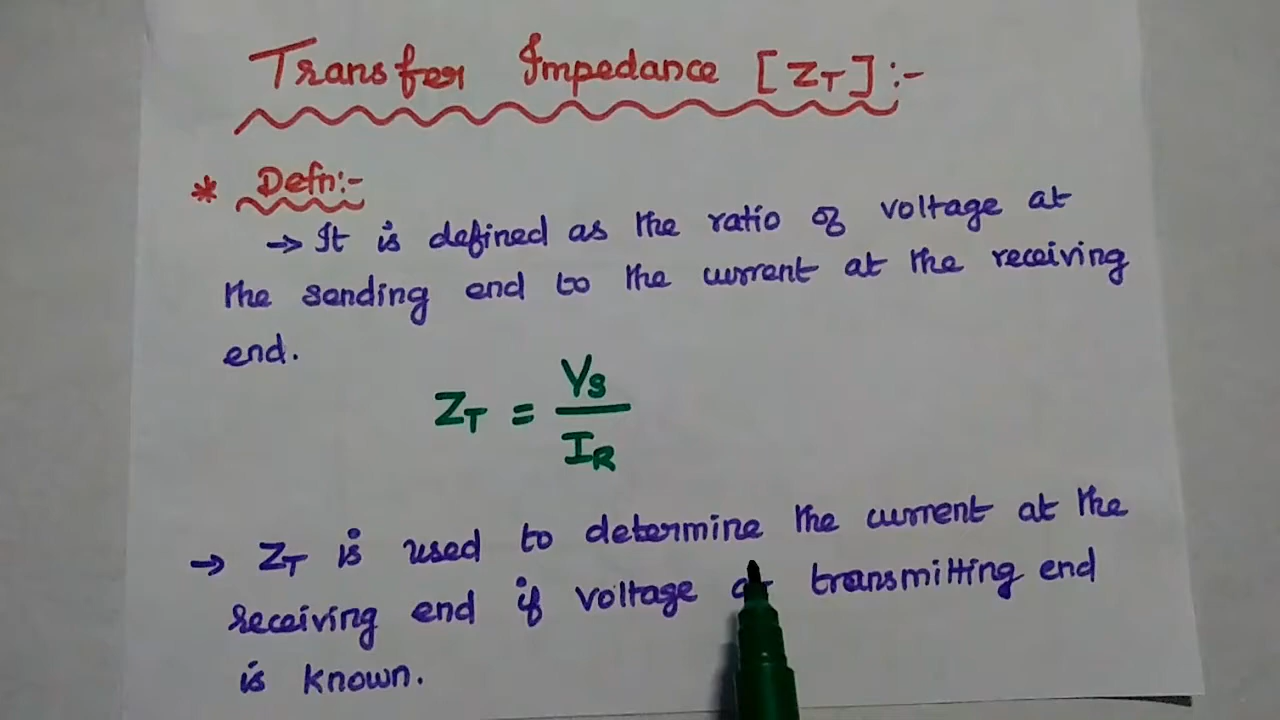 Transfer Impedance [ZT]:-
* Defn:-
→ It is defined as the ratio of voltage at
the sending end to the current at the receiving
end.
ZT = VS / IR
→ ZT is used to determine the current at the
receiving end if voltage at transmitting end
is known.